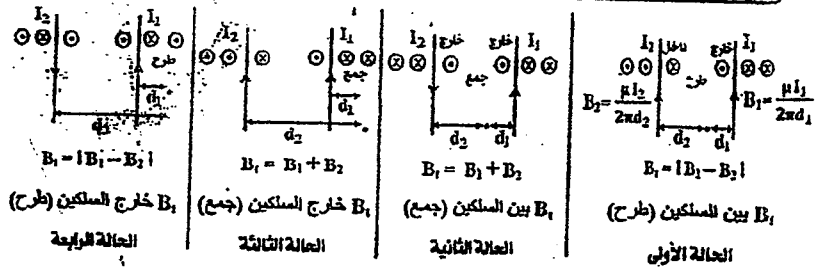 I₂ داخل خارج I₁
طرح
B₂ = μI₂ / 2πd₂
B₁ = μI₁ / 2πd₁
d₂ d₁
Bₜ = |B₁ − B₂|
Bₜ بين السلكين (طرح)
الحالة الأولى
I₂ خارج خارج I₁
جمع
d₂ d₁
Bₜ = B₁ + B₂
Bₜ بين السلكين (جمع)
الحالة الثانية
I₂ I₁
جمع
d₁
d₂
Bₜ = B₁ + B₂
Bₜ خارج السلكين (جمع)
الحالة الثالثة
I₂ I₁
طرح
d₁
Bₜ = |B₁ − B₂|
Bₜ خارج السلكين (طرح)
الحالة الرابعة